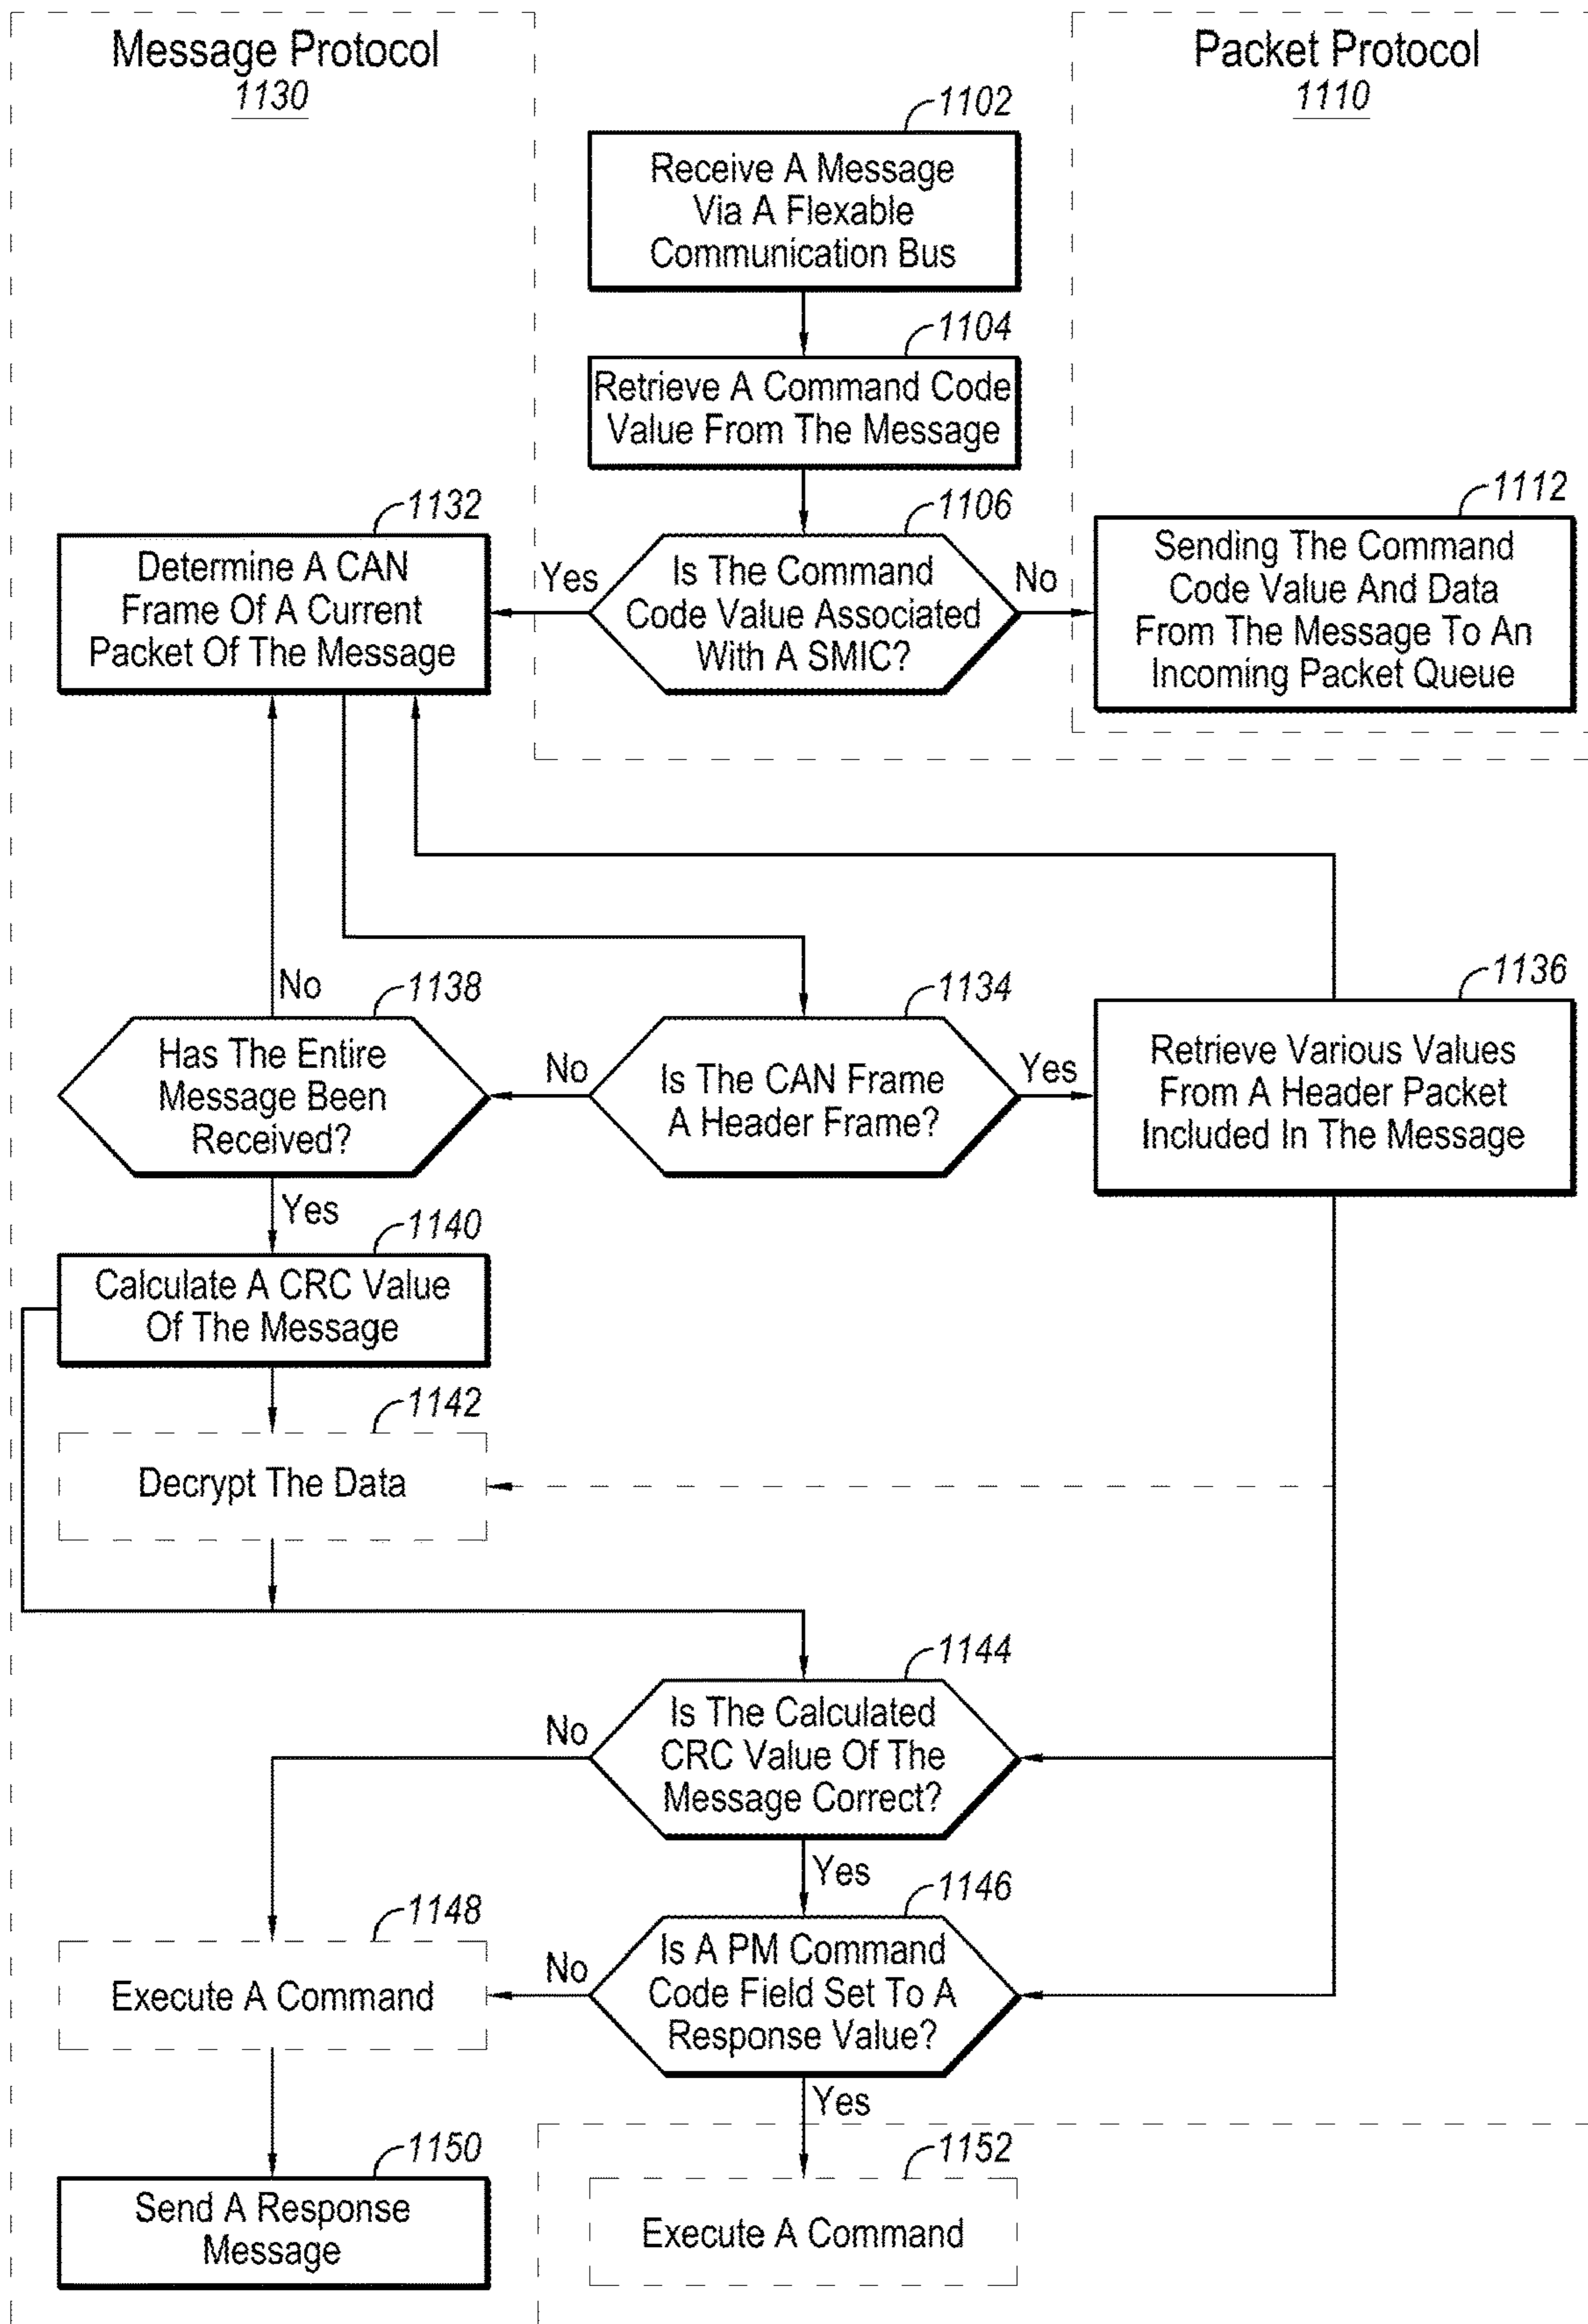 Message Protocol
1130
Packet Protocol
1110
1102
Receive A Message
Via A Flexable
Communication Bus
1104
Retrieve A Command Code
Value From The Message
1132
Determine A CAN
Frame Of A Current
Packet Of The Message
Yes
1106
Is The Command
Code Value Associated
With A SMIC?
No
1112
Sending The Command
Code Value And Data
From The Message To An
Incoming Packet Queue
No
1138
Has The Entire
Message Been
Received?
No
1134
Is The CAN Frame
A Header Frame?
Yes
1136
Retrieve Various Values
From A Header Packet
Included In The Message
Yes
1140
Calculate A CRC Value
Of The Message
1142
Decrypt The Data
1144
No
Is The Calculated
CRC Value Of The
Message Correct?
Yes
1146
Is A PM Command
Code Field Set To A
Response Value?
No
1148
Execute A Command
Yes
1150
Send A Response
Message
1152
Execute A Command